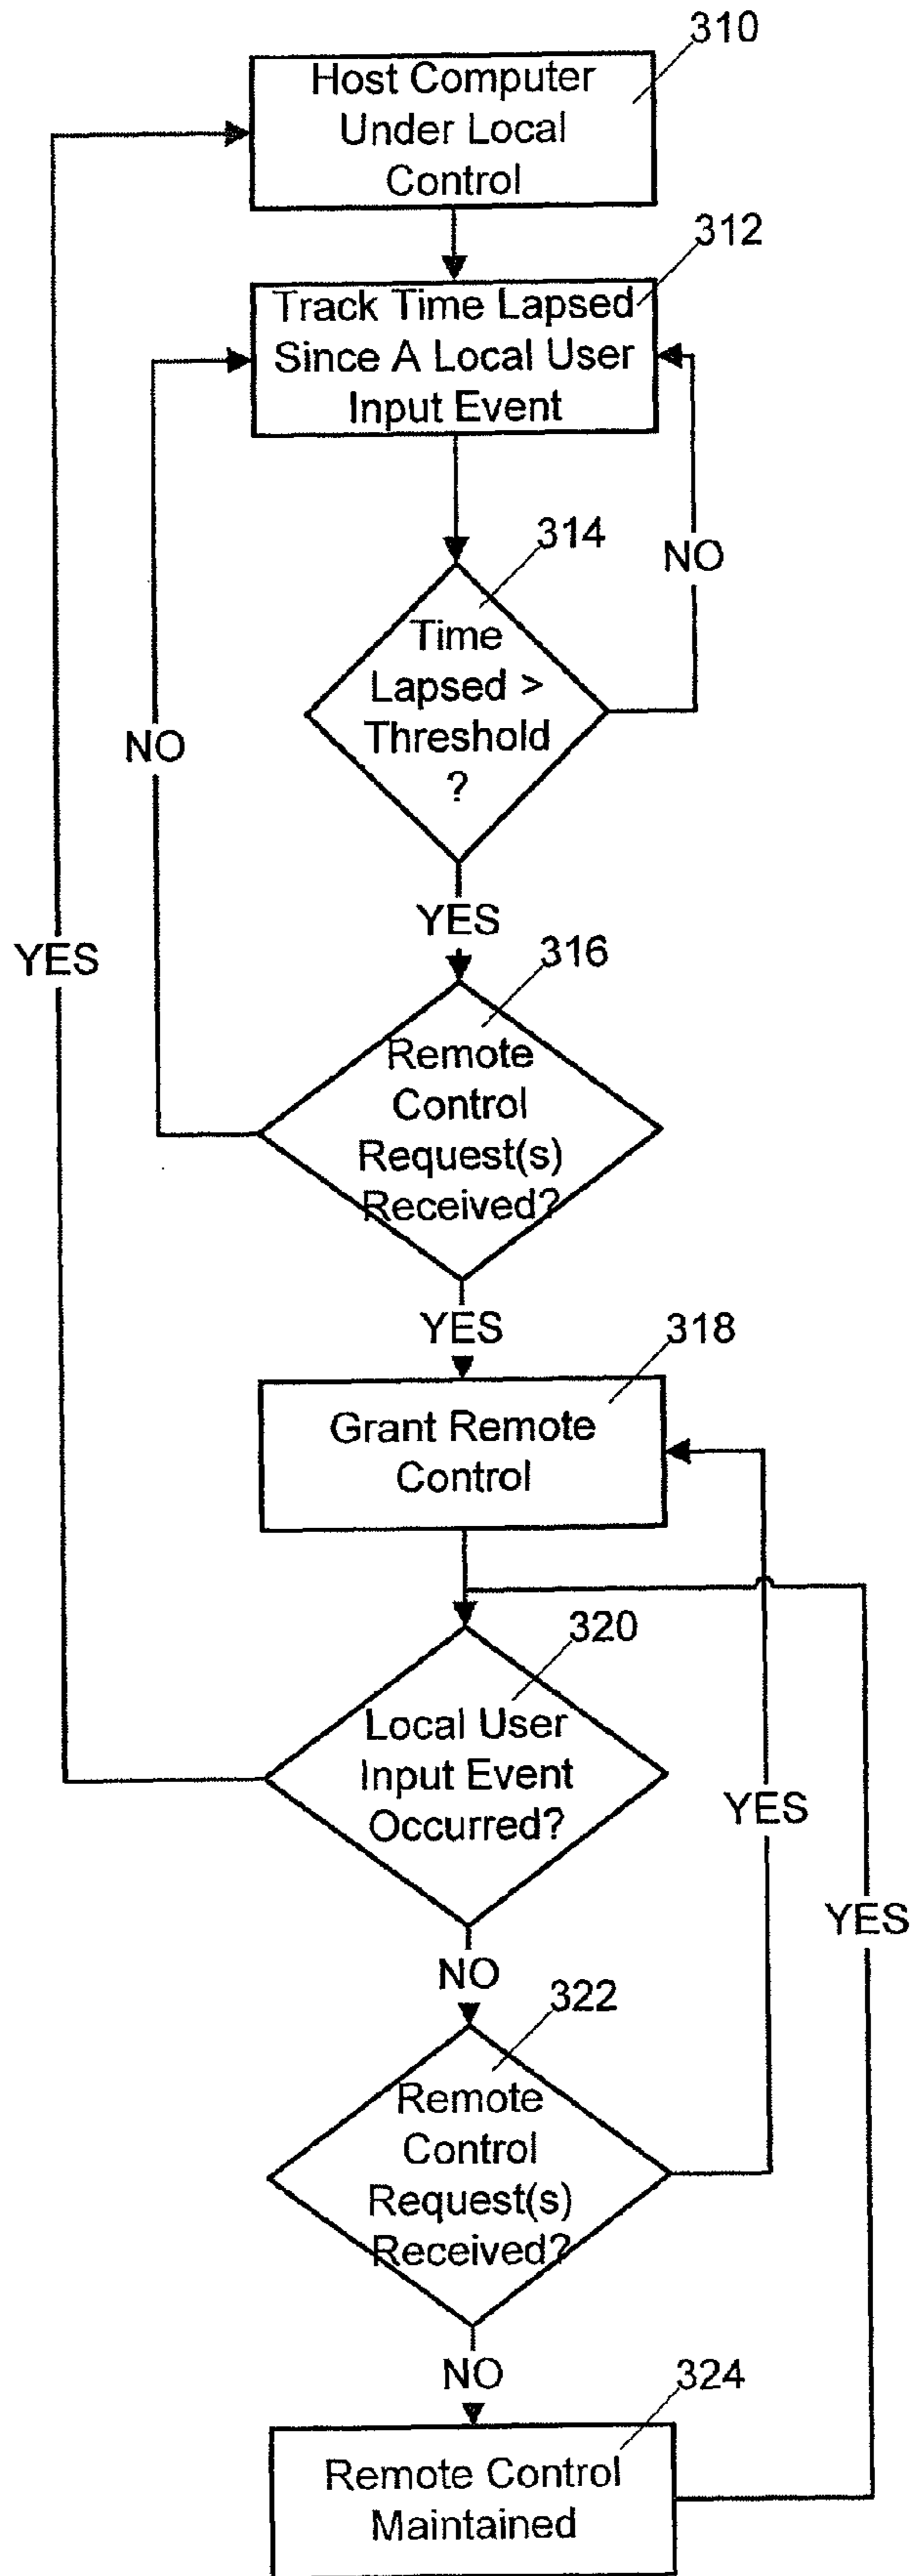 310
Host Computer
Under Local
Control
312
Track Time Lapsed
Since A Local User
Input Event
314
NO
Time
Lapsed >
Threshold
?
NO
YES
YES
316
Remote
Control
Request(s)
Received?
YES
318
Grant Remote
Control
320
Local User
Input Event
Occurred?
YES
YES
NO
322
Remote
Control
Request(s)
Received?
NO
324
Remote Control
Maintained